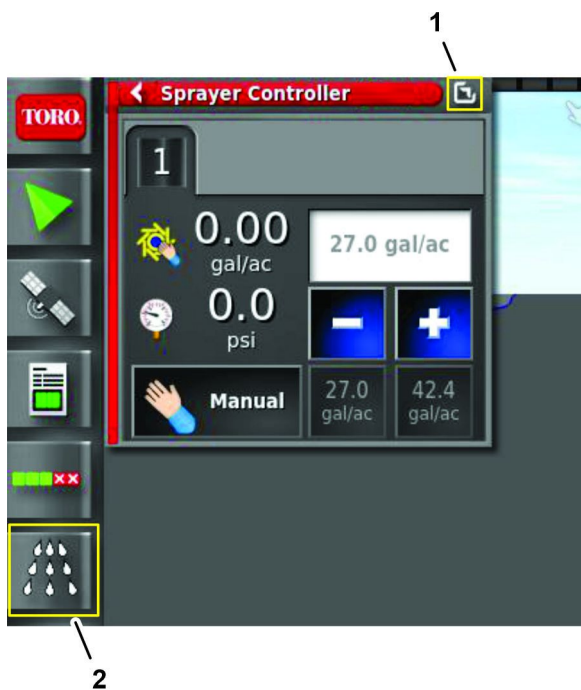 1
TORO.
Sprayer Controller
1
0.00
gal/ac
27.0 gal/ac
0.0
psi
Manual
27.0
gal/ac
42.4
gal/ac
2